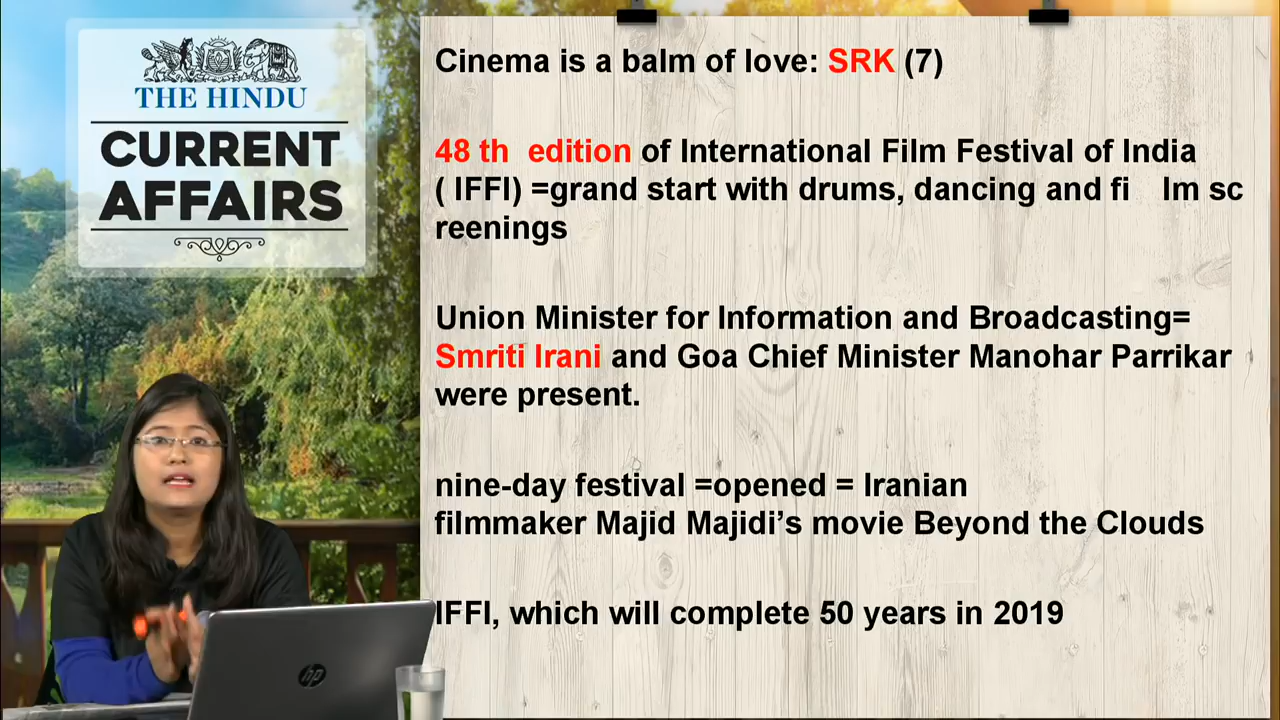 THE HINDU
CURRENT
AFFAIRS
Cinema is a balm of love: SRK (7)
48 th edition of International Film Festival of India
( IFFI) =grand start with drums, dancing and fi lm sc
reenings
Union Minister for Information and Broadcasting=
Smriti Irani and Goa Chief Minister Manohar Parrikar
were present.
nine-day festival =opened = Iranian
filmmaker Majid Majidi’s movie Beyond the Clouds
IFFI, which will complete 50 years in 2019
hp